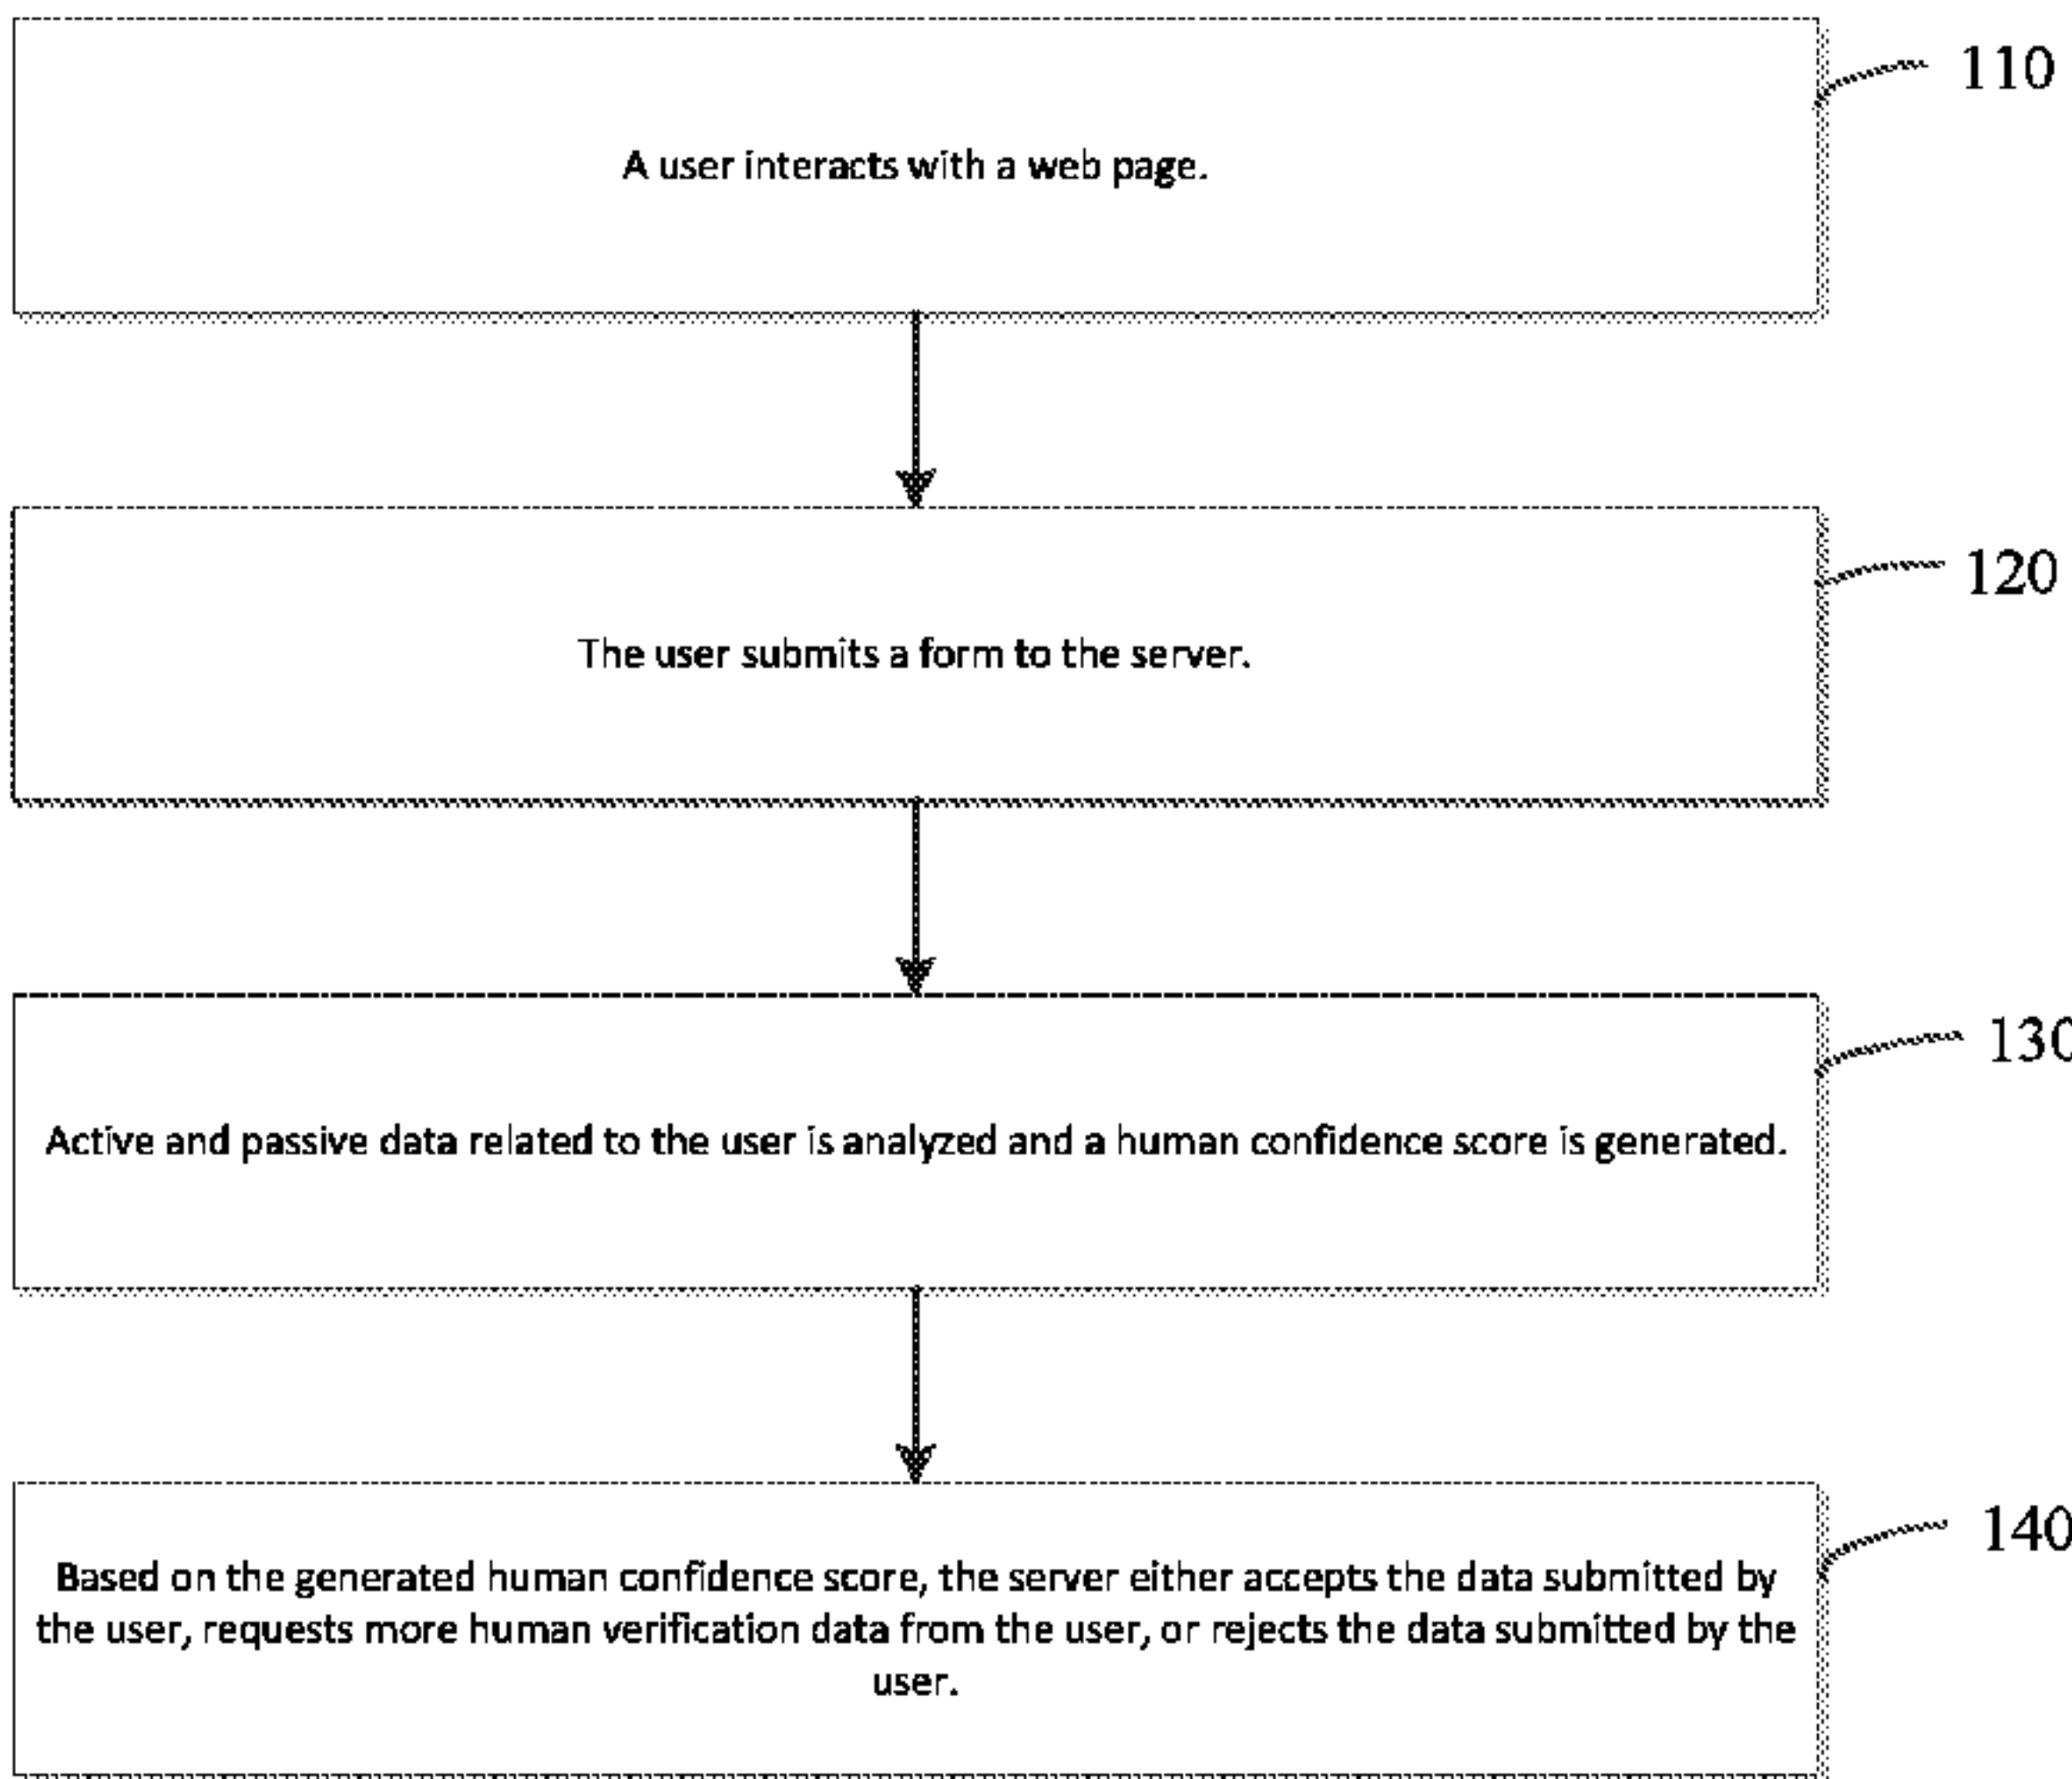 110
A user interacts with a web page.
120
The user submits a form to the server.
130
Active and passive data related to the user is analyzed and a human confidence score is generated.
140
Based on the generated human confidence score, the server either accepts the data submitted by
the user, requests more human verification data from the user, or rejects the data submitted by the
user.